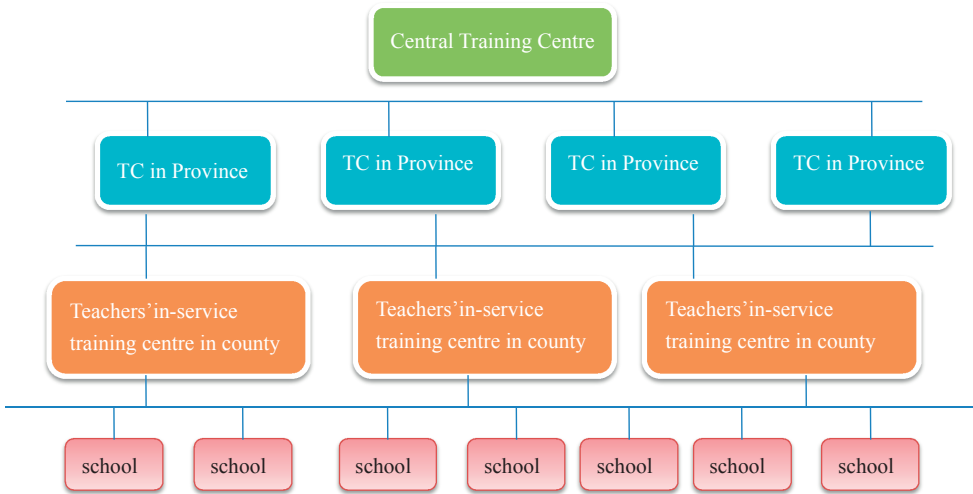 Central Training Centre
TC in Province
TC in Province
TC in Province
TC in Province
Teachers’in-service
training centre in county
Teachers’in-service
training centre in county
Teachers’in-service
training centre in county
school
school
school
school
school
school
school